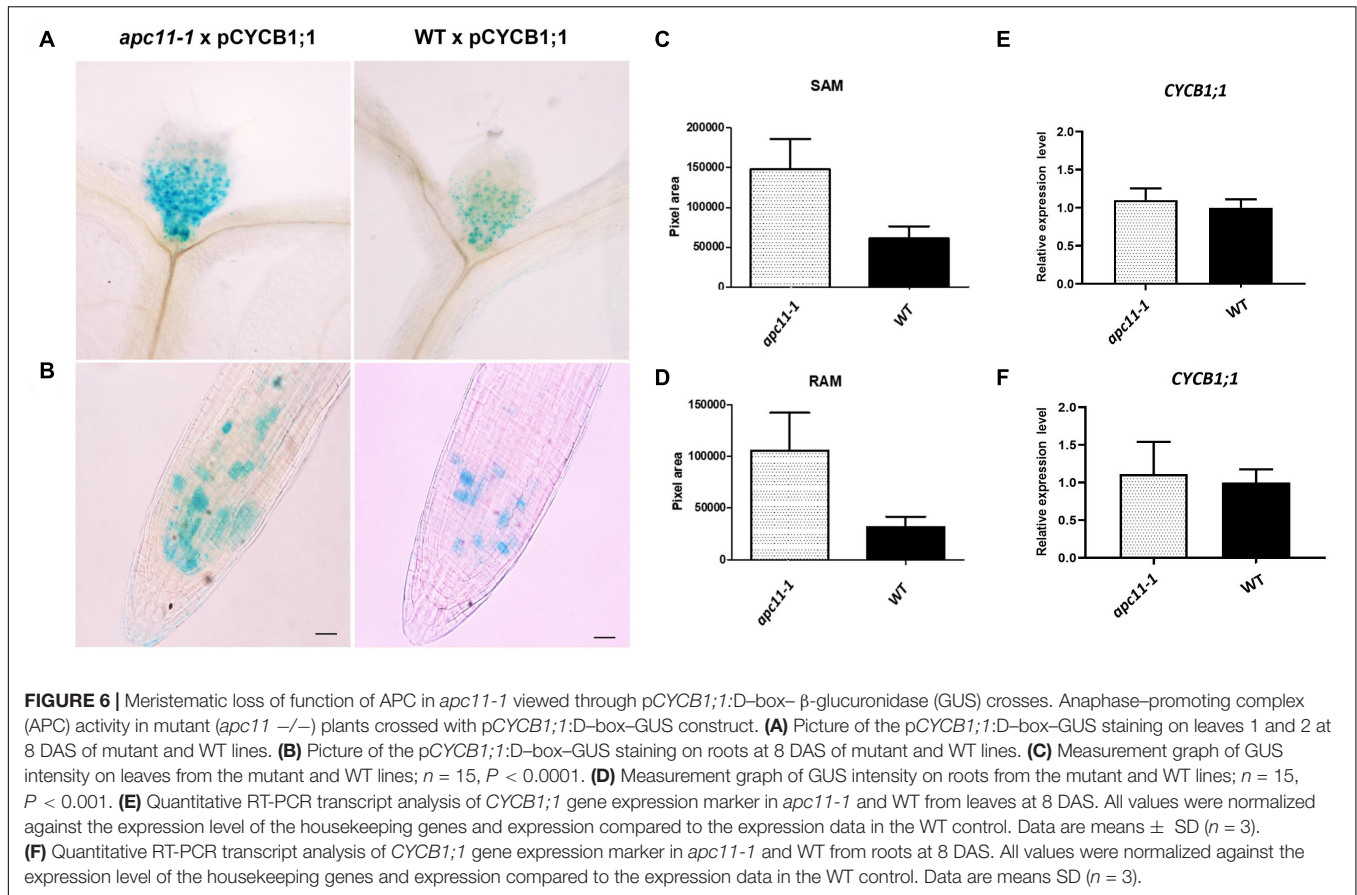 A
apc11-1 x pCYCB1;1
WT x pCYCB1;1
C
SAM
200000
150000
100000
50000
0
Pixel area
apc11-1
WT
E
CYCB1;1
2.0
1.5
1.0
0.5
0.0
Relative expression level
apc11-1
WT
B
D
RAM
150000
100000
50000
0
Pixel area
apc11-1
WT
F
CYCB1;1
2.0
1.5
1.0
0.5
0.0
Relative expression level
apc11-1
WT
FIGURE 6 | Meristematic loss of function of APC in apc11-1 viewed through pCYCB1;1:D–box– β-glucuronidase (GUS) crosses. Anaphase–promoting complex
(APC) activity in mutant (apc11 −/−) plants crossed with pCYCB1;1:D–box–GUS construct. (A) Picture of the pCYCB1;1:D–box–GUS staining on leaves 1 and 2 at
8 DAS of mutant and WT lines. (B) Picture of the pCYCB1;1:D–box–GUS staining on roots at 8 DAS of mutant and WT lines. (C) Measurement graph of GUS
intensity on leaves from the mutant and WT lines; n = 15, P < 0.0001. (D) Measurement graph of GUS intensity on roots from the mutant and WT lines; n = 15,
P < 0.001. (E) Quantitative RT-PCR transcript analysis of CYCB1;1 gene expression marker in apc11-1 and WT from leaves at 8 DAS. All values were normalized
against the expression level of the housekeeping genes and expression compared to the expression data in the WT control. Data are means ± SD (n = 3).
(F) Quantitative RT-PCR transcript analysis of CYCB1;1 gene expression marker in apc11-1 and WT from roots at 8 DAS. All values were normalized against the
expression level of the housekeeping genes and expression compared to the expression data in the WT control. Data are means SD (n = 3).